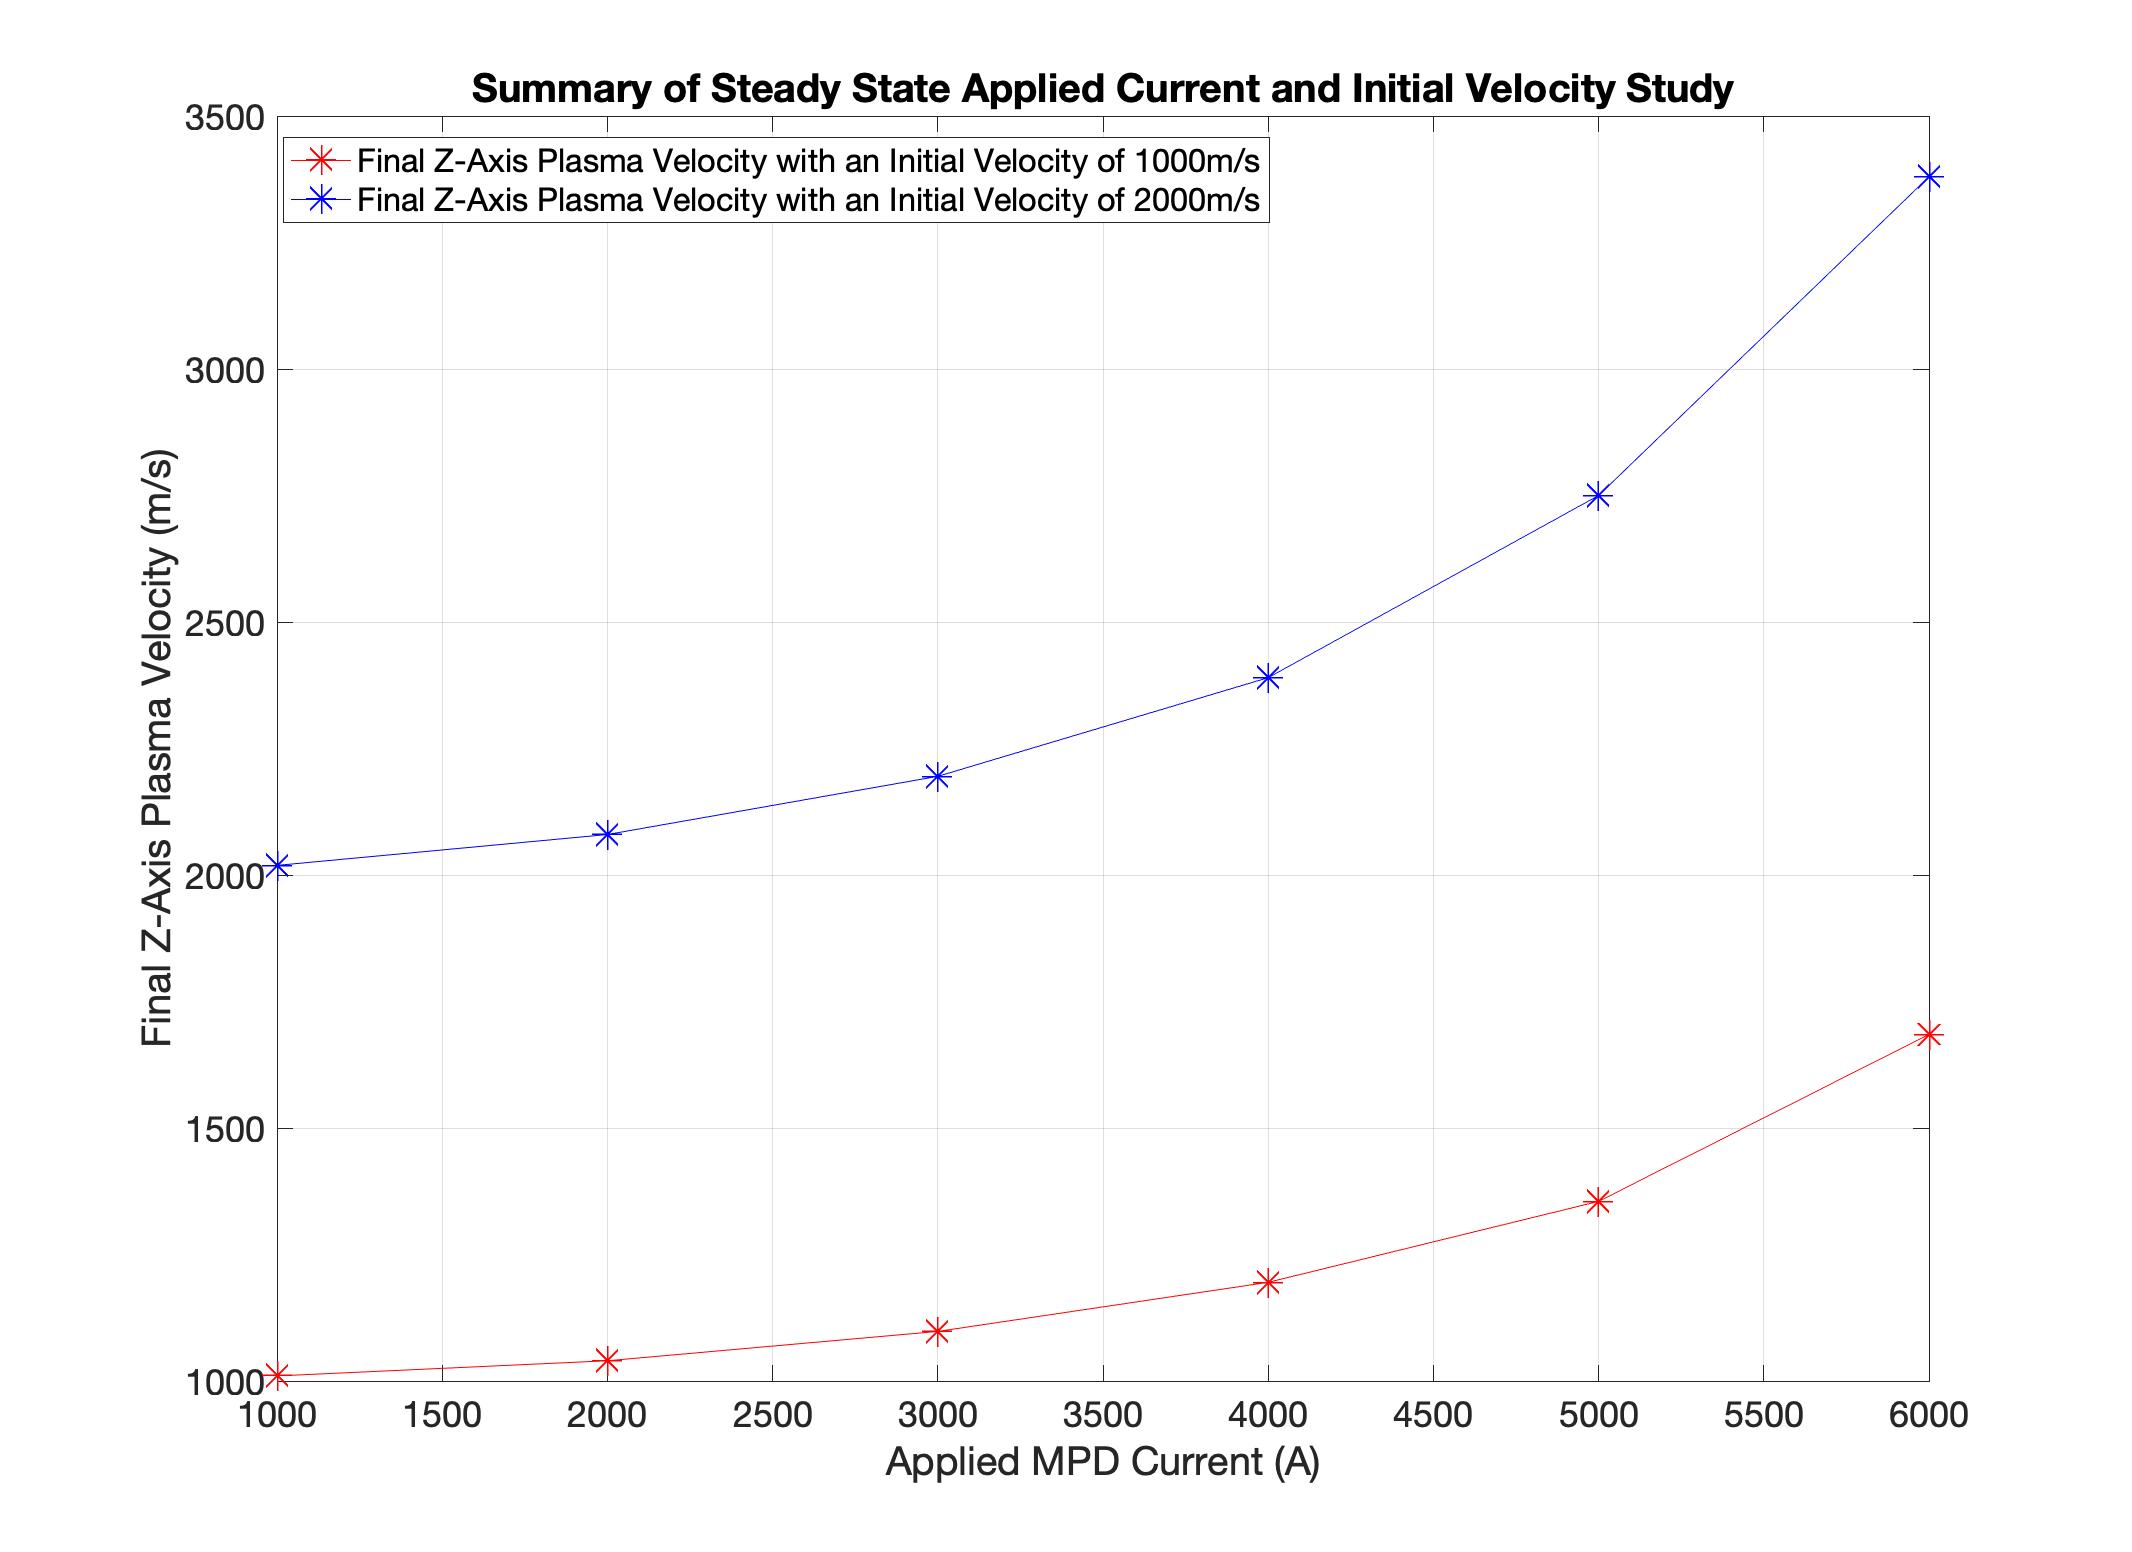 Summary of Steady State Applied Current and Initial Velocity Study
Final Z-Axis Plasma Velocity with an Initial Velocity of 1000m/s
Final Z-Axis Plasma Velocity with an Initial Velocity of 2000m/s
Final Z-Axis Plasma Velocity (m/s)
3500
3000
2500
2000
1500
1000
1000 1500 2000 2500 3000 3500 4000 4500 5000 5500 6000
Applied MPD Current (A)